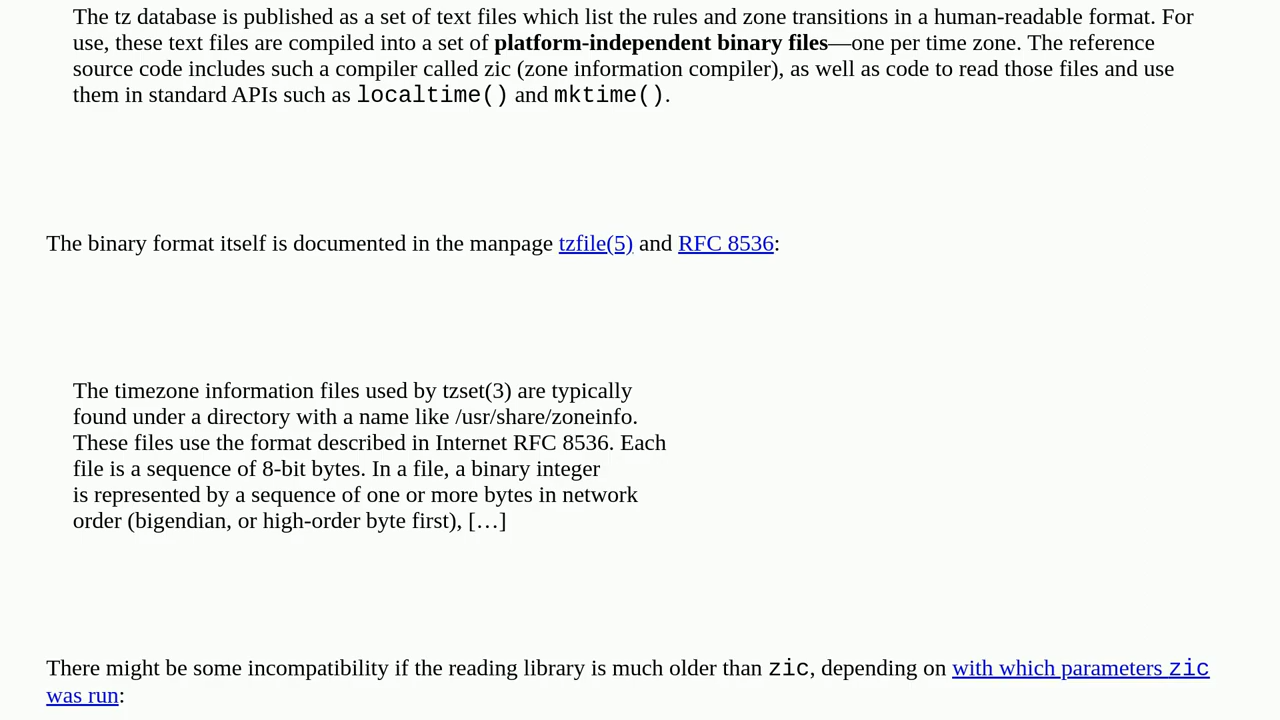 The tz database is published as a set of text files which list the rules and zone transitions in a human-readable format. For
use, these text files are compiled into a set of platform-independent binary files—one per time zone. The reference
source code includes such a compiler called zic (zone information compiler), as well as code to read those files and use
them in standard APIs such as localtime() and mktime().
The binary format itself is documented in the manpage tzfile(5) and RFC 8536:
The timezone information files used by tzset(3) are typically
found under a directory with a name like /usr/share/zoneinfo.
These files use the format described in Internet RFC 8536. Each
file is a sequence of 8-bit bytes. In a file, a binary integer
is represented by a sequence of one or more bytes in network
order (bigendian, or high-order byte first), […]
There might be some incompatibility if the reading library is much older than zic, depending on with which parameters zic
was run: